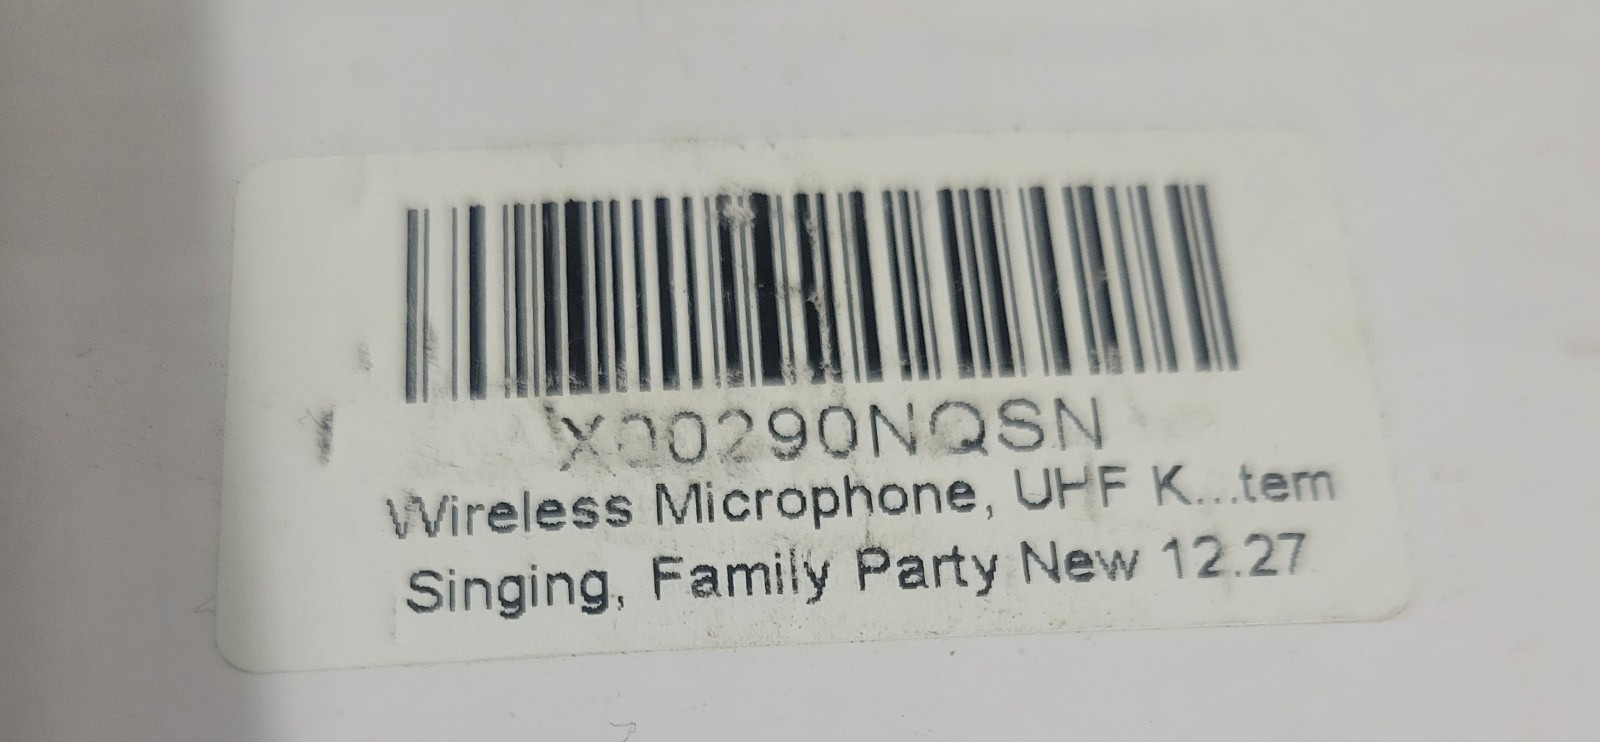 X00290NQSN
Wireless Microphone, UHF K...tem
Singing, Family Party New 12.27